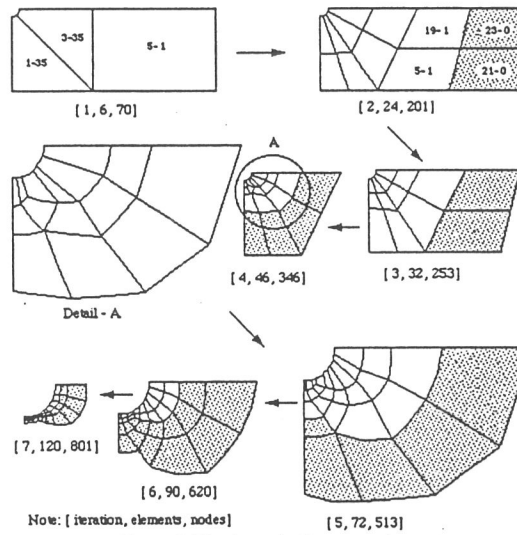 3-35
5-1
1-35
19-1
23-0
5-1
21-0
[1, 6, 70]
[2, 24, 201]
A
[4, 46, 346]
[3, 32, 253]
Detail - A
[7, 120, 801]
[6, 90, 620]
Note: [ iteration, elements, nodes]
[5, 72, 513]